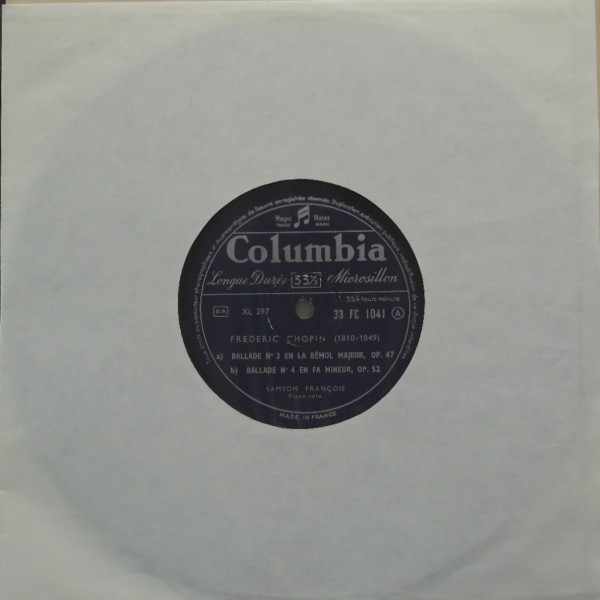 Magic Notes
Columbia
Longue Durée 33⅓ Microsillon
33⅓ tours minute
XL 297 33 FC 1041 A
FREDERIC CHOPIN (1810-1849)
a) BALLADE Nº 3 EN LA BÉMOL MAJEUR, OP. 47
b) BALLADE Nº 4 EN FA MINEUR, OP. 52
SAMSON FRANÇOIS
Piano solo
MADE IN FRANCE